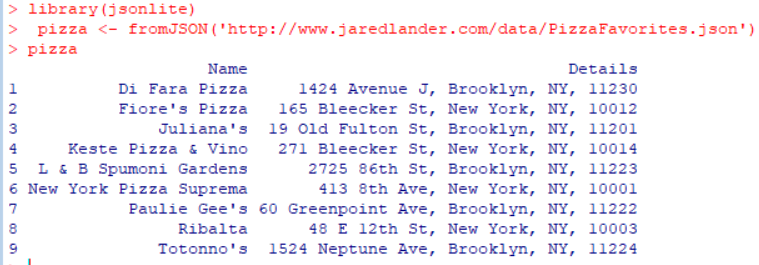 > library(jsonlite)
> pizza <- fromJSON('http://www.jaredlander.com/data/PizzaFavorites.json')
> pizza
Name Details
1 Di Fara Pizza 1424 Avenue J, Brooklyn, NY, 11230
2 Fiore's Pizza 165 Bleecker St, New York, NY, 10012
3 Juliana's 19 Old Fulton St, Brooklyn, NY, 11201
4 Keste Pizza & Vino 271 Bleecker St, New York, NY, 10014
5 L & B Spumoni Gardens 2725 86th St, Brooklyn, NY, 11223
6 New York Pizza Suprema 413 8th Ave, New York, NY, 10001
7 Paulie Gee's 60 Greenpoint Ave, Brooklyn, NY, 11222
8 Ribalta 48 E 12th St, New York, NY, 10003
9 Totonno's 1524 Neptune Ave, Brooklyn, NY, 11224